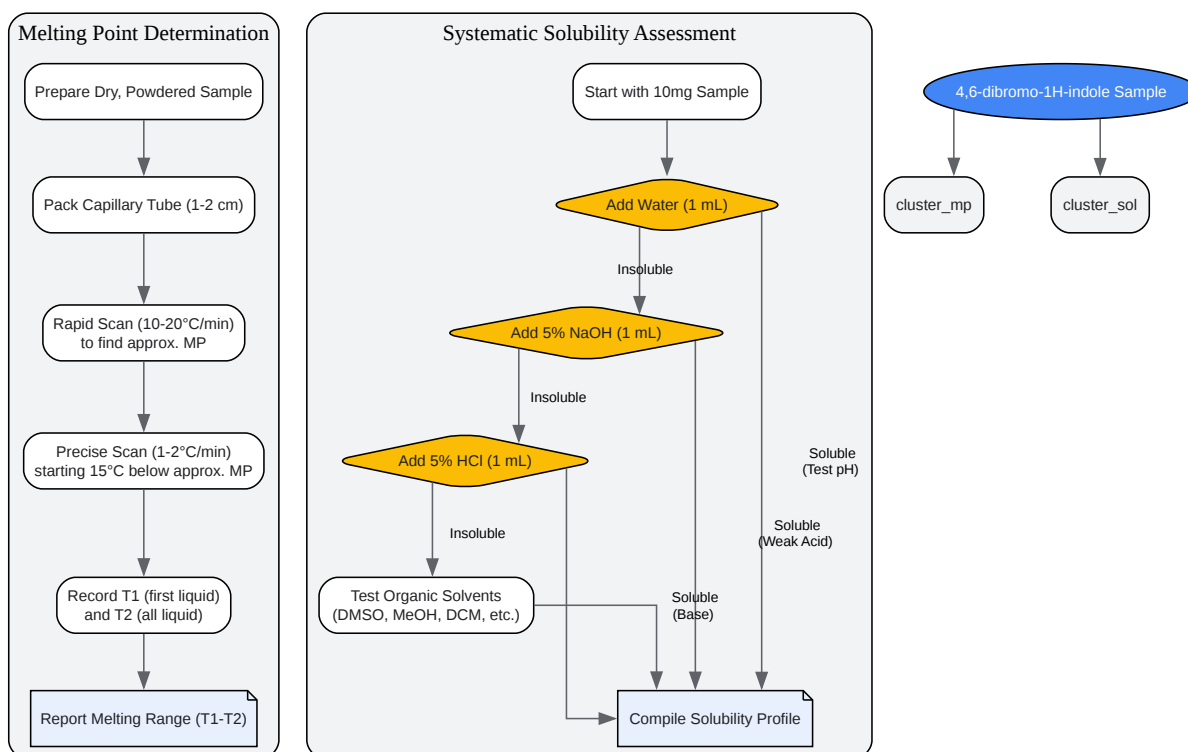 Melting Point Determination
Prepare Dry, Powdered Sample
Pack Capillary Tube (1-2 cm)
Rapid Scan (10-20°C/min)
to find approx. MP
Precise Scan (1-2°C/min)
starting 15°C below approx. MP
Record T1 (first liquid)
and T2 (all liquid)
Report Melting Range (T1-T2)
Systematic Solubility Assessment
Start with 10mg Sample
Add Water (1 mL)
Insoluble
Add 5% NaOH (1 mL)
Insoluble
Add 5% HCl (1 mL)
Soluble
(Test pH)
Insoluble
Soluble
(Weak Acid)
Test Organic Solvents
(DMSO, MeOH, DCM, etc.)
Soluble
(Base)
Compile Solubility Profile
4,6-dibromo-1H-indole Sample
cluster_mp
cluster_sol